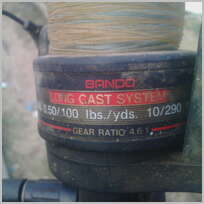 BANDO
LONG CAST SYSTEM
0.50/100 lbs./yds. 10/290
GEAR RATIO 4.6:1